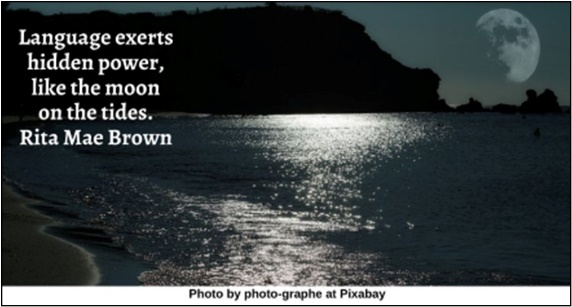 Language exerts
hidden power,
like the moon
on the tides.
Rita Mae Brown
Photo by photo-graphe at Pixabay